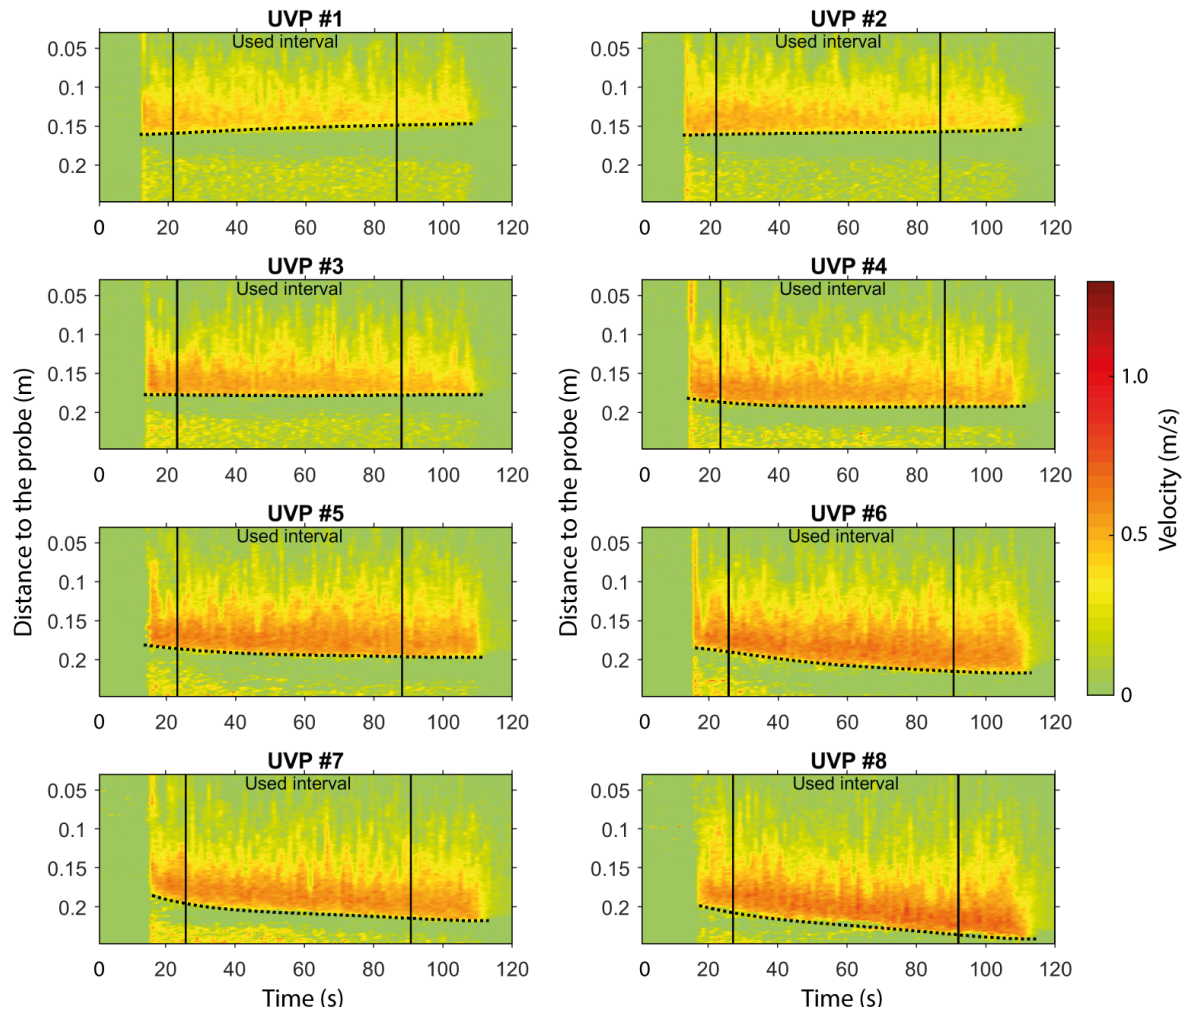 UVP #1
UVP #2
Used interval
Used interval
0.05
0.1
0.15
0.2
0.05
0.1
0.15
0.2
0 20 40 60 80 100 120
0 20 40 60 80 100 120
UVP #3
UVP #4
Used interval
Used interval
0.05
0.1
0.15
0.2
0.05
0.1
0.15
0.2
0 20 40 60 80 100 120
0 20 40 60 80 100 120
Distance to the probe (m)
Distance to the probe (m)
1.0
0.5
0
Velocity (m/s)
UVP #5
UVP #6
Used interval
Used interval
0.05
0.1
0.15
0.2
0.05
0.1
0.15
0.2
0 20 40 60 80 100 120
0 20 40 60 80 100 120
UVP #7
UVP #8
Used interval
Used interval
0.05
0.1
0.15
0.2
0.05
0.1
0.15
0.2
0 20 40 60 80 100 120
0 20 40 60 80 100 120
Time (s)
Time (s)